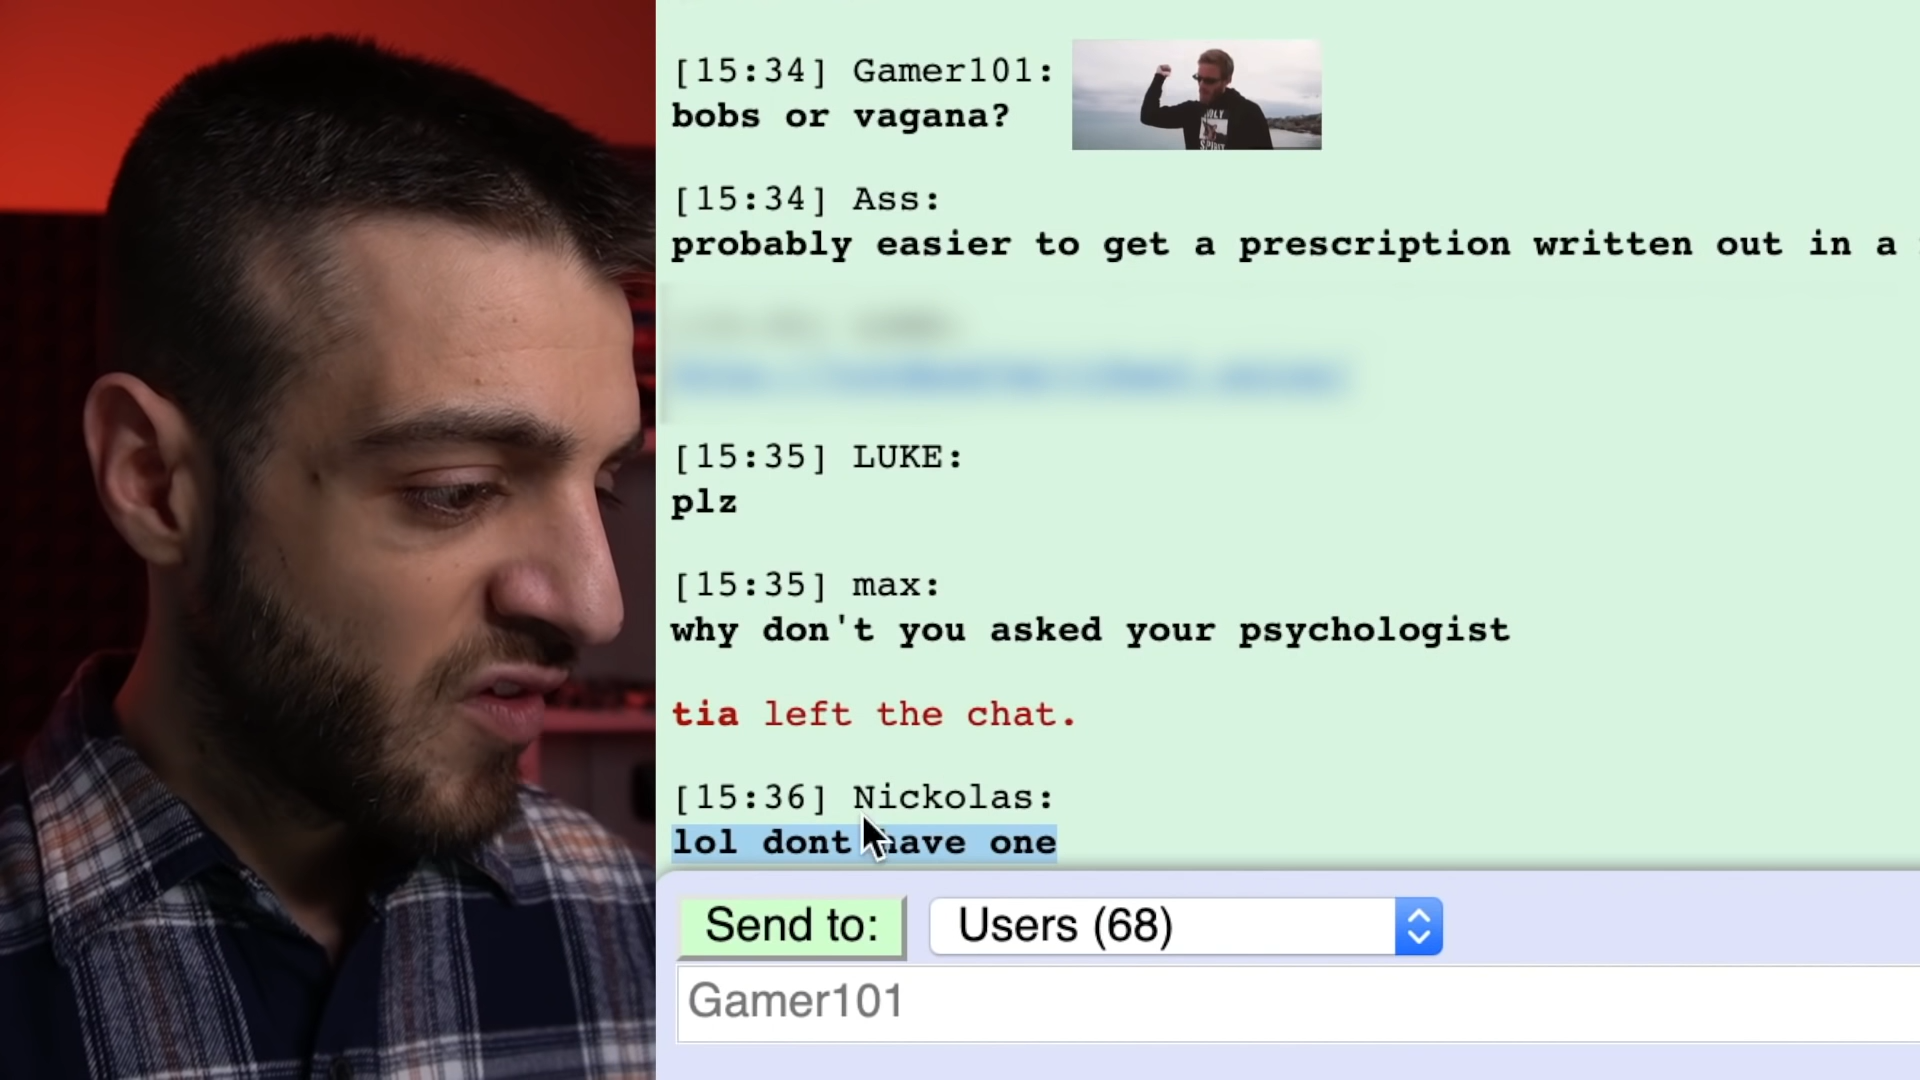 [15:34] Gamer101:
bobs or vagana?
HOLY
SPIRIT
[15:34] Ass:
probably easier to get a prescription written out in a
[15:35] LUKE:
plz
[15:35] max:
why don't you asked your psychologist
tia left the chat.
[15:36] Nickolas:
lol dont have one
Send to:
Users (68)
Gamer101